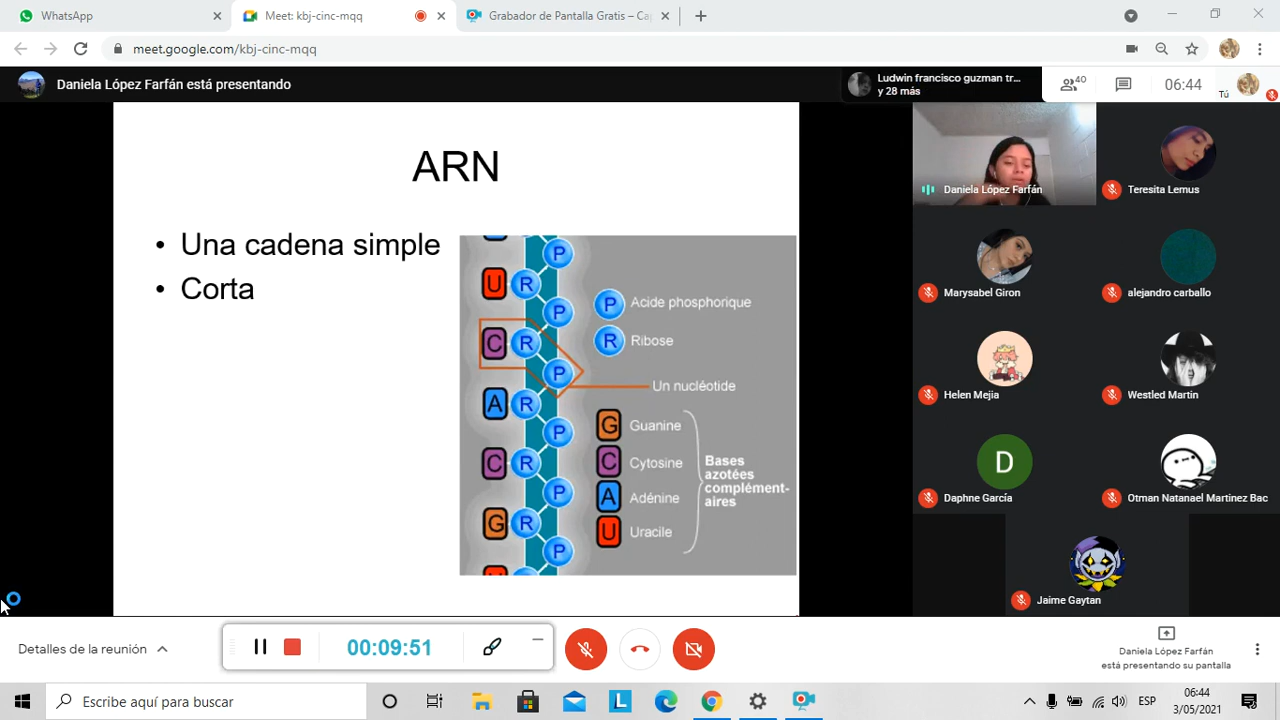 WhatsApp
Meet: kbj-cinc-mqq
Grabador de Pantalla Gratis – Ca
meet.google.com/kbj-cinc-mqq
Daniela López Farfán está presentando
Ludwin francisco guzman tr...
y 28 más
40
06:44
Tú
ARN
• Una cadena simple
• Corta
P
U
R
P
C
R
P
A
R
P
C
R
P
G
R
P
P Acide phosphorique
R Ribose
Un nucléotide
G Guanine
C Cytosine
A Adénine
U Uracile
Bases
azotées
complément-
aires
Daniela López Farfán
Teresita Lemus
Marysabel Giron
alejandro carballo
Helen Mejia
Westled Martin
D
Daphne García
Otman Natanael Martinez Bac
Jaime Gaytan
Detalles de la reunión
00:09:51
Daniela López Farfán
está presentando su pantalla
Escribe aquí para buscar
L
ESP
06:44
3/05/2021